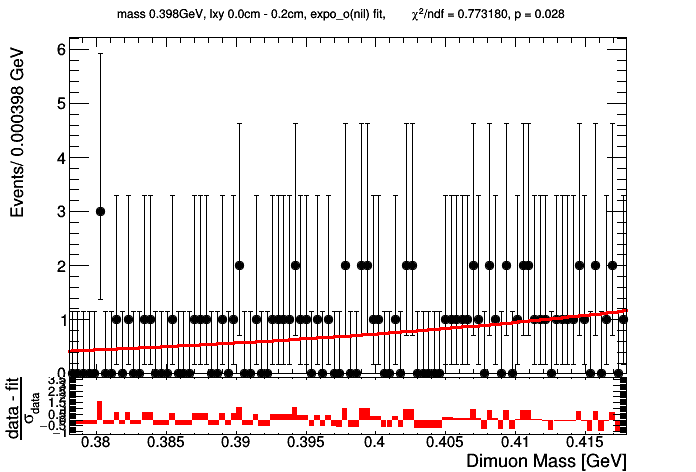 mass 0.398GeV, lxy 0.0cm - 0.2cm, expo_o(nil) fit, χ²/ndf = 0.773180, p = 0.028
Events/ 0.000398 GeV
6
5
4
3
2
1
0
data - fit
σdata
0.38 0.385 0.39 0.395 0.4 0.405 0.41 0.415
Dimuon Mass [GeV]